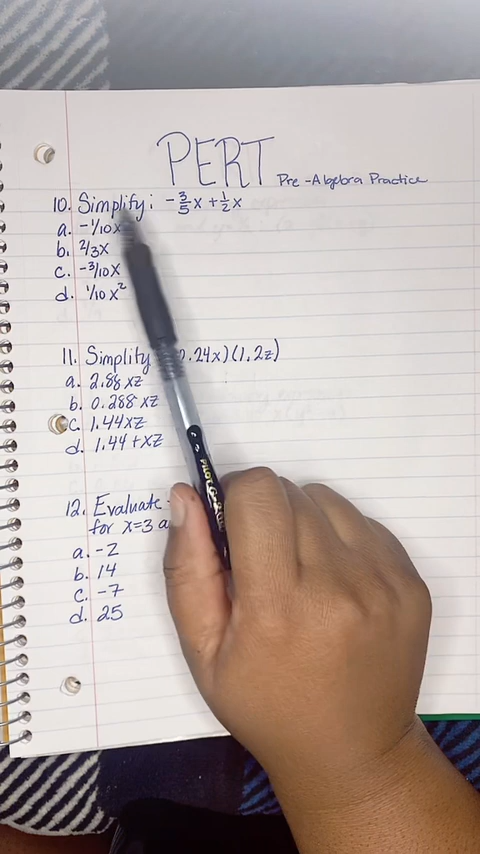 PERT
Pre-Algebra Practice
10. Simplify: -3/5x + 1/2x
a. -1/10x
b. 2/3x
c. -3/10x
d. 1/10x²
11. Simplify .24x)(1.2z)
a. 2.88xz
b. 0.288xz
c. 1.44xz
d. 1.44+xz
12. Evaluate
for x=3 a
a. -2
b. 14
c. -7
d. 25
PILOT G-2